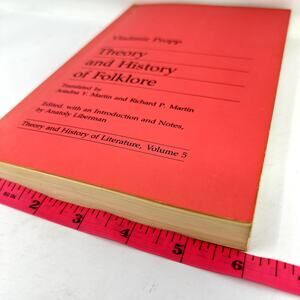 Vladimir Propp
Theory
and History
of Folklore
Translated by
Ariadna Y. Martin and Richard P. Martin
Edited, with an Introduction and Notes,
by Anatoly Liberman
Theory and History of Literature, Volume 5
2
3
4
5
6